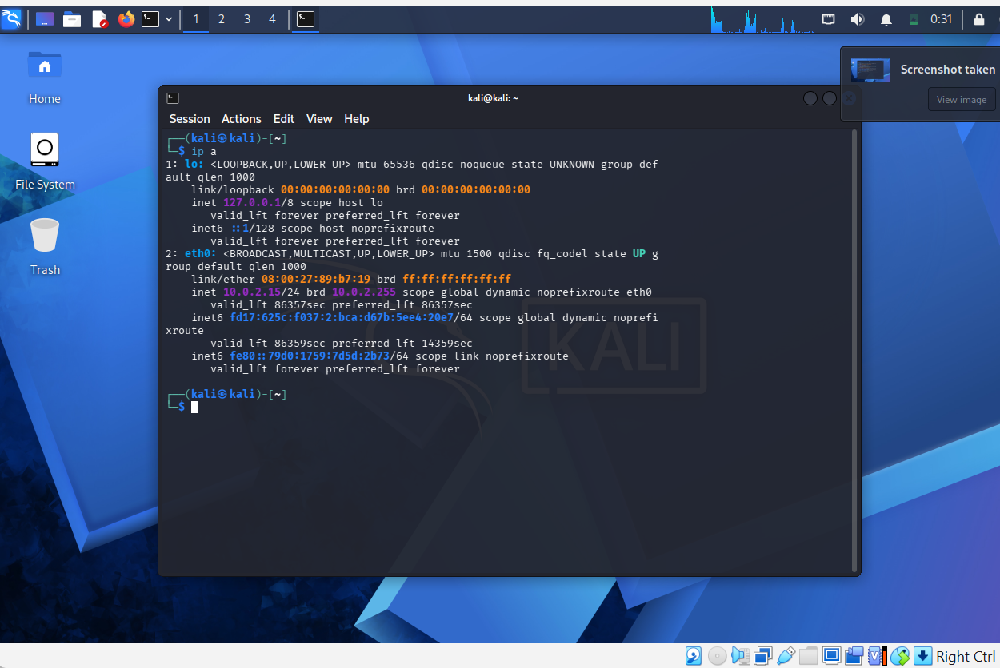 1 2 3 4
0:31
Screenshot taken
View image
Home
File System
Trash
kali@kali: ~
Session Actions Edit View Help
┌──(kali㉿kali)-[~]
└─$ ip a
1: lo: <LOOPBACK,UP,LOWER_UP> mtu 65536 qdisc noqueue state UNKNOWN group def
ault qlen 1000
    link/loopback 00:00:00:00:00:00 brd 00:00:00:00:00:00
    inet 127.0.0.1/8 scope host lo
       valid_lft forever preferred_lft forever
    inet6 ::1/128 scope host noprefixroute
       valid_lft forever preferred_lft forever
2: eth0: <BROADCAST,MULTICAST,UP,LOWER_UP> mtu 1500 qdisc fq_codel state UP g
roup default qlen 1000
    link/ether 08:00:27:89:b7:19 brd ff:ff:ff:ff:ff:ff
    inet 10.0.2.15/24 brd 10.0.2.255 scope global dynamic noprefixroute eth0
       valid_lft 86357sec preferred_lft 86357sec
    inet6 fd17:625c:f037:2:bca:d67b:5ee4:20e7/64 scope global dynamic noprefi
xroute
       valid_lft 86359sec preferred_lft 14359sec
    inet6 fe80::79d0:1759:7d5d:2b73/64 scope link noprefixroute
       valid_lft forever preferred_lft forever
┌──(kali㉿kali)-[~]
└─$
KALI
Right Ctrl